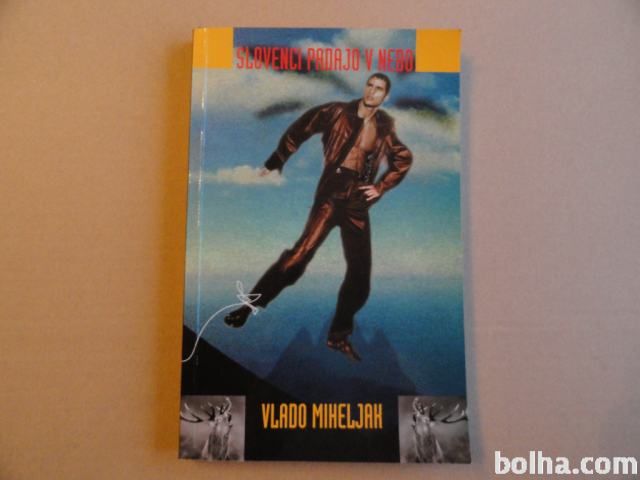 SLOVENCI PADAJO V NEBO
VLADO MIHELJAK
bolha.com